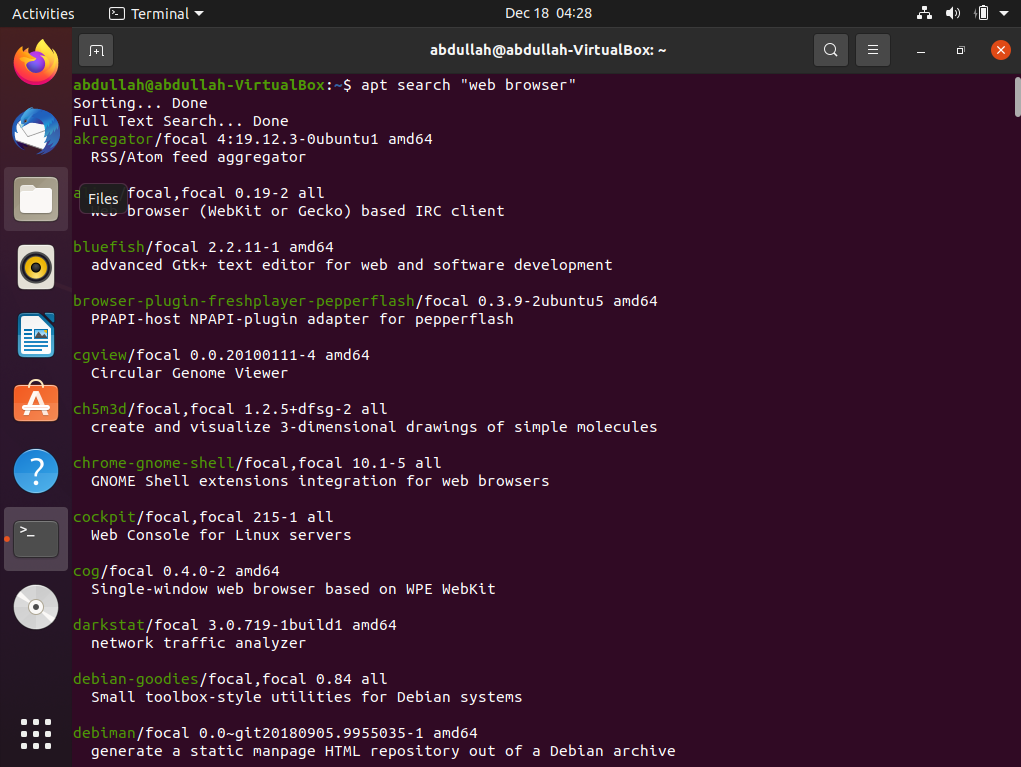 Activities
Terminal
Dec 18 04:28
abdullah@abdullah-VirtualBox: ~
abdullah@abdullah-VirtualBox:~$ apt search "web browser"
Sorting... Done
Full Text Search... Done
akregator/focal 4:19.12.3-0ubuntu1 amd64
RSS/Atom feed aggregator
/focal,focal 0.19-2 all
Files
browser (WebKit or Gecko) based IRC client
bluefish/focal 2.2.11-1 amd64
advanced Gtk+ text editor for web and software development
browser-plugin-freshplayer-pepperflash/focal 0.3.9-2ubuntu5 amd64
PPAPI-host NPAPI-plugin adapter for pepperflash
cgview/focal 0.0.20100111-4 amd64
Circular Genome Viewer
ch5m3d/focal,focal 1.2.5+dfsg-2 all
create and visualize 3-dimensional drawings of simple molecules
chrome-gnome-shell/focal,focal 10.1-5 all
GNOME Shell extensions integration for web browsers
cockpit/focal,focal 215-1 all
Web Console for Linux servers
cog/focal 0.4.0-2 amd64
Single-window web browser based on WPE WebKit
darkstat/focal 3.0.719-1build1 amd64
network traffic analyzer
debian-goodies/focal,focal 0.84 all
Small toolbox-style utilities for Debian systems
debiman/focal 0.0~git20180905.9955035-1 amd64
generate a static manpage HTML repository out of a Debian archive